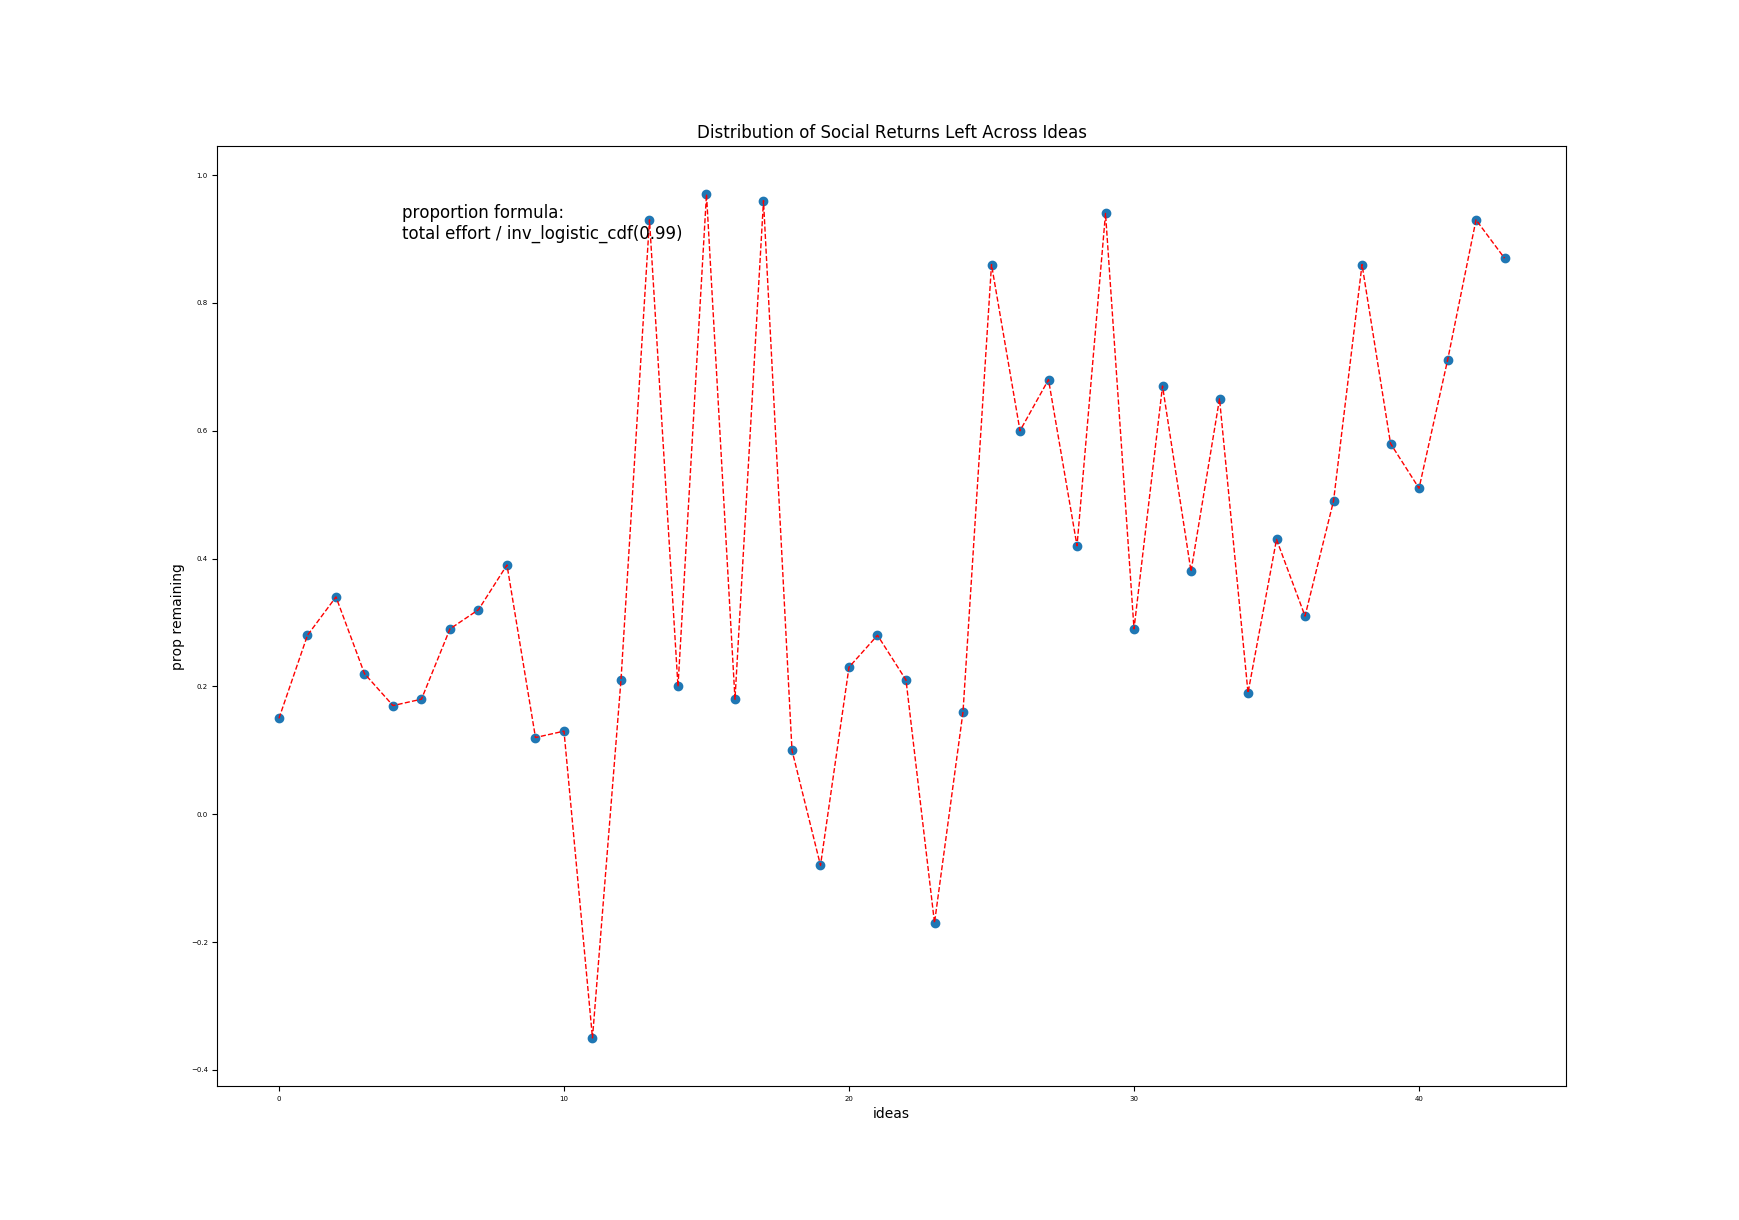 Distribution of Social Returns Left Across Ideas
proportion formula:
total effort / inv_logistic_cdf(0.99)
1.0
0.8
0.6
0.4
0.2
0.0
−0.2
−0.4
prop remaining
0
10
20
30
40
ideas